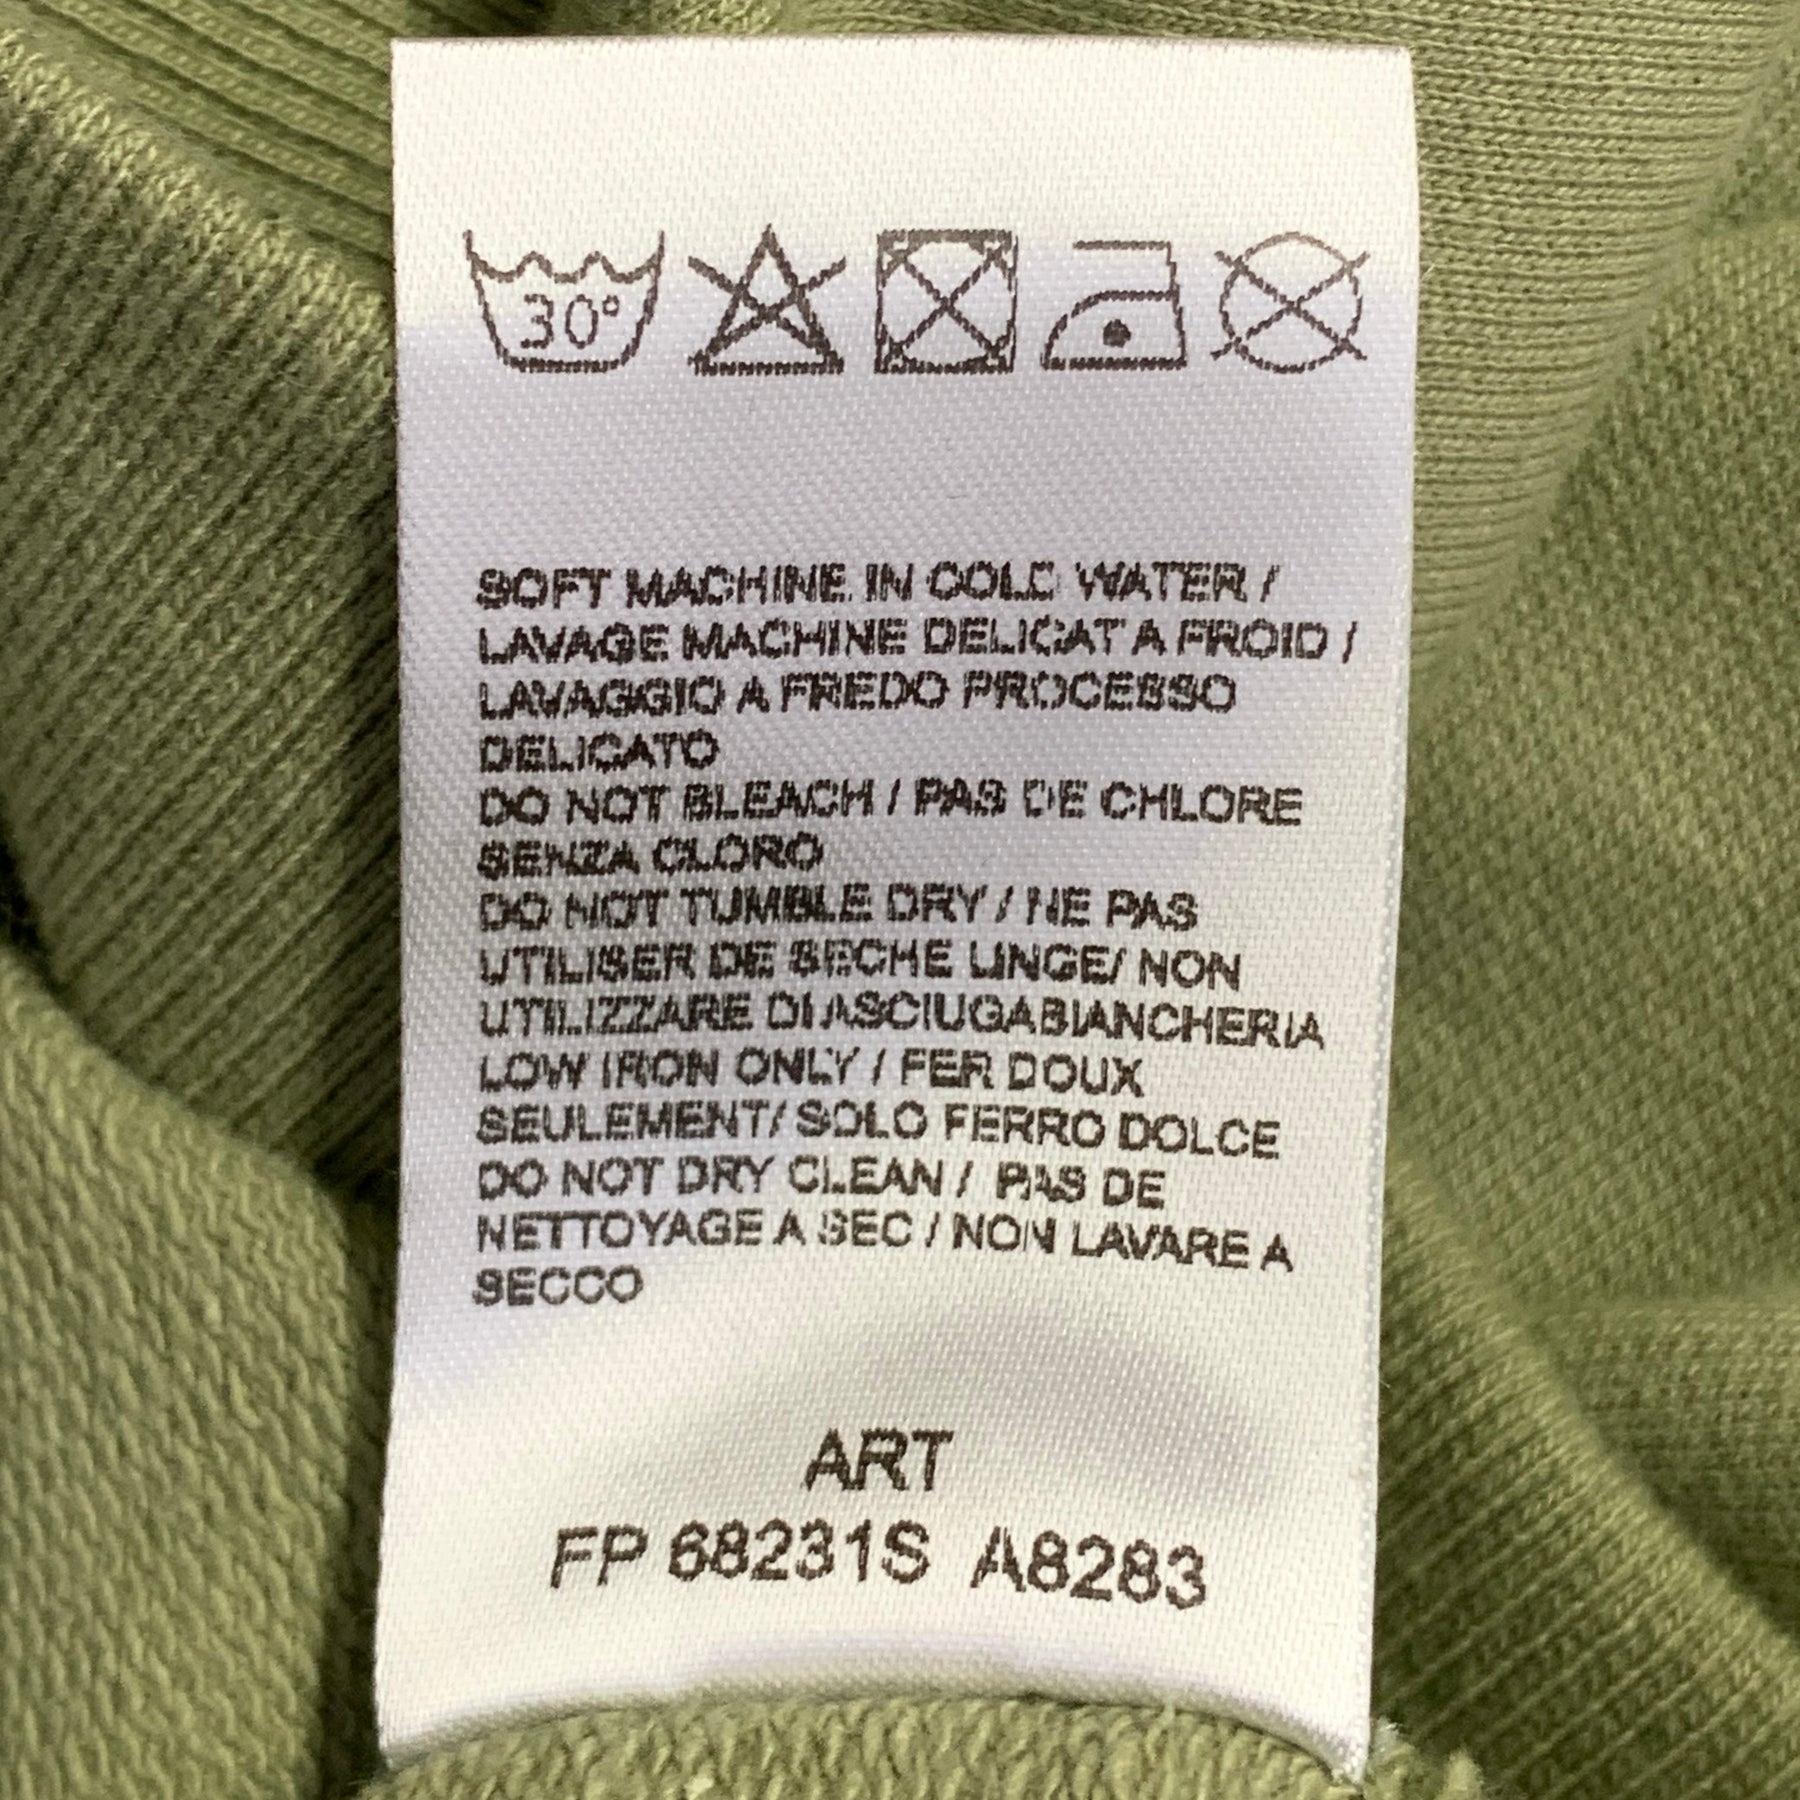 30°
SOFT MACHINE IN COLD WATER /
LAVAGE MACHINE DELICAT A FROID /
LAVAGGIO A FREDO PROCESSO
DELICATO
DO NOT BLEACH / PAS DE CHLORE
SENZA CLORO
DO NOT TUMBLE DRY / NE PAS
UTILISER DE SECHE LINGE/ NON
UTILIZZARE DI ASCIUGABIANCHERIA
LOW IRON ONLY / FER DOUX
SEULEMENT/ SOLO FERRO DOLCE
DO NOT DRY CLEAN / PAS DE
NETTOYAGE A SEC / NON LAVARE A
SECCO
ART
FP 68231S A8283